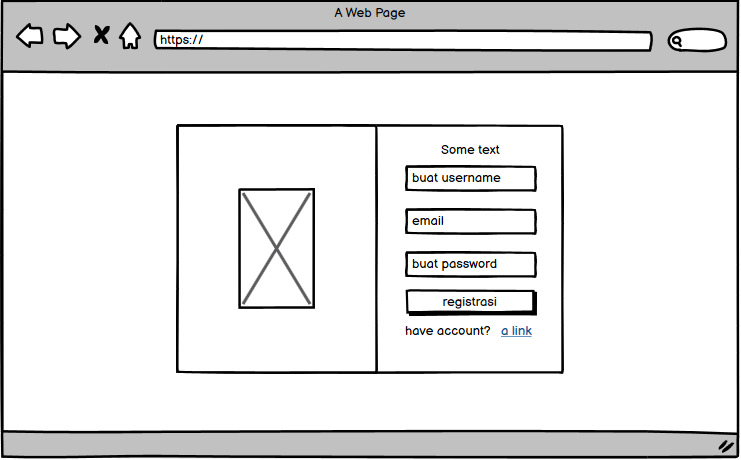 A Web Page
https://
Some text
buat username
email
buat password
registrasi
have account? a link